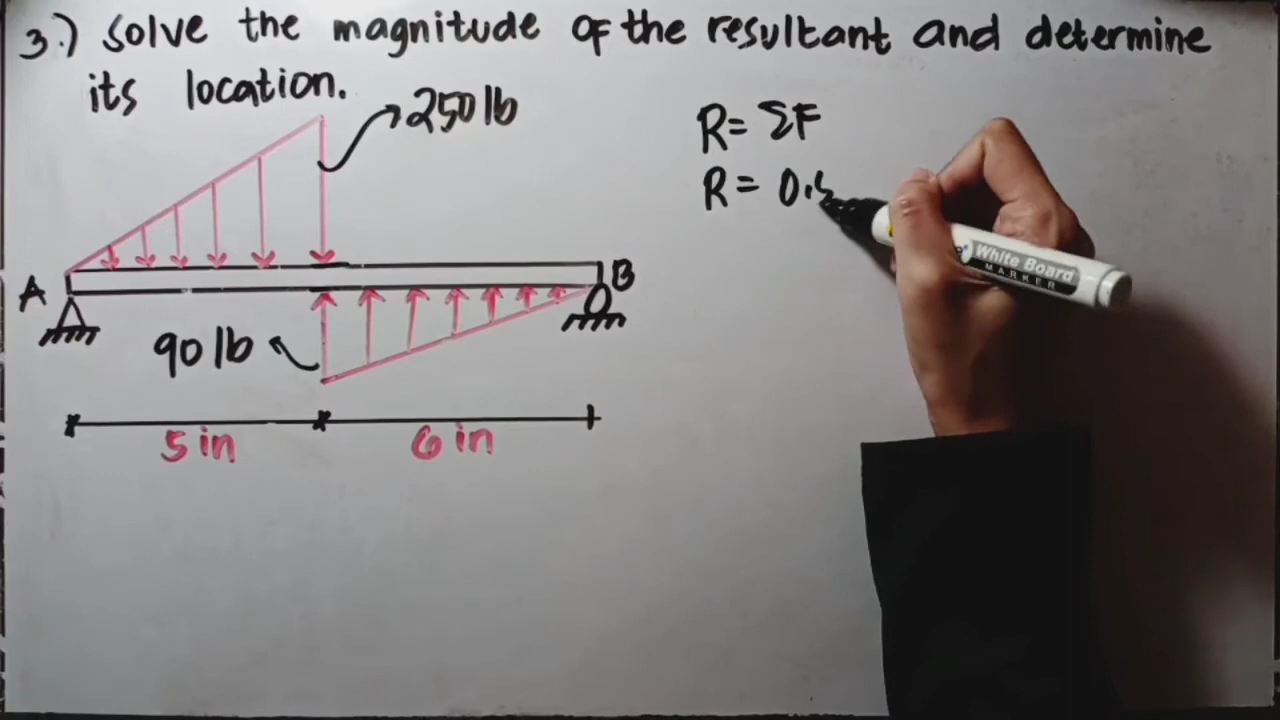 3.) solve the magnitude of the resultant and determine
its location.
250 lb
R = ΣF
R = 0.5
A
B
90 lb
5 in
6 in
White Board
MARKER